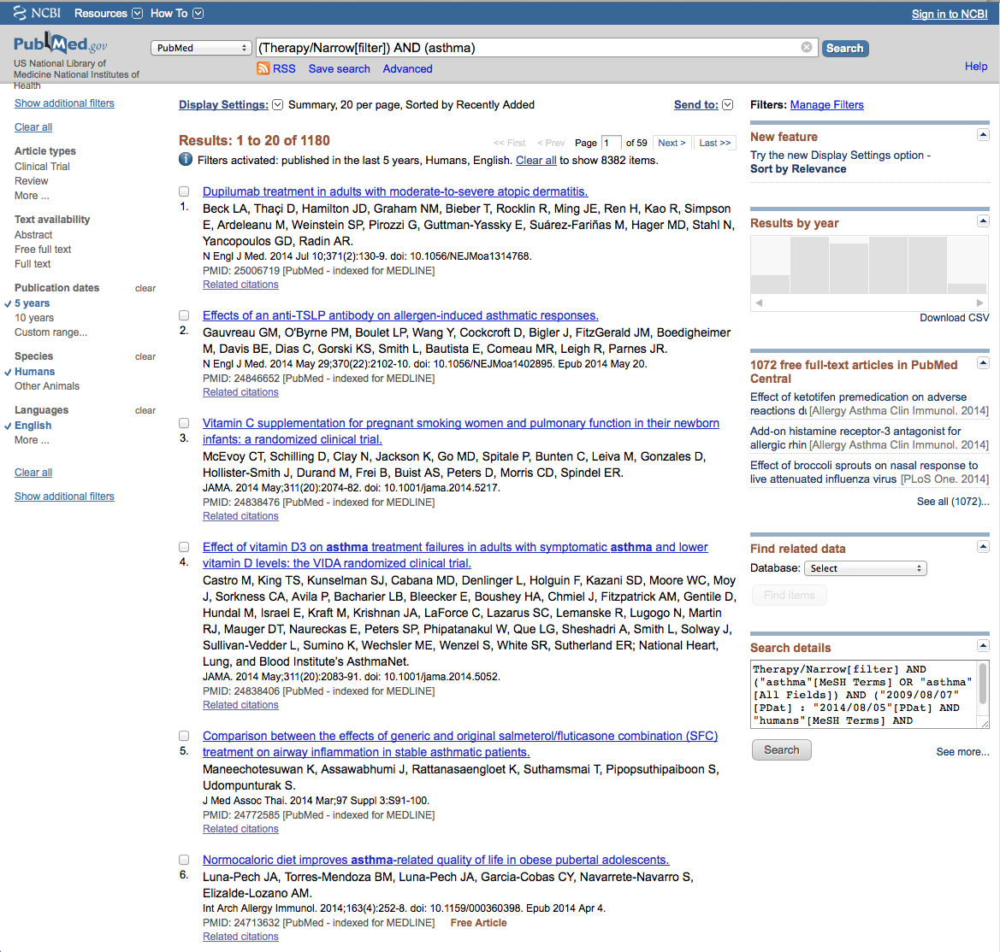 NCBI Resources How To Sign in to NCBI
PubMed.gov
US National Library of
Medicine National Institutes of
Health
PubMed (Therapy/Narrow[filter]) AND (asthma) Search
RSS Save search Advanced Help
Show additional filters
Clear all
Article types
Clinical Trial
Review
More ...
Text availability
Abstract
Free full text
Full text
Publication dates clear
5 years
10 years
Custom range...
Species clear
Humans
Other Animals
Languages clear
English
More ...
Clear all
Show additional filters
Display Settings: Summary, 20 per page, Sorted by Recently Added Send to:
Results: 1 to 20 of 1180 << First < Prev Page 1 of 59 Next > Last >>
Filters activated: published in the last 5 years, Humans, English. Clear all to show 8382 items.
Dupilumab treatment in adults with moderate-to-severe atopic dermatitis.
1. Beck LA, Thaçi D, Hamilton JD, Graham NM, Bieber T, Rocklin R, Ming JE, Ren H, Kao R, Simpson
E, Ardeleanu M, Weinstein SP, Pirozzi G, Guttman-Yassky E, Suárez-Fariñas M, Hager MD, Stahl N,
Yancopoulos GD, Radin AR.
N Engl J Med. 2014 Jul 10;371(2):130-9. doi: 10.1056/NEJMoa1314768.
PMID: 25006719 [PubMed - indexed for MEDLINE]
Related citations
Effects of an anti-TSLP antibody on allergen-induced asthmatic responses.
2. Gauvreau GM, O'Byrne PM, Boulet LP, Wang Y, Cockcroft D, Bigler J, FitzGerald JM, Boedigheimer
M, Davis BE, Dias C, Gorski KS, Smith L, Bautista E, Comeau MR, Leigh R, Parnes JR.
N Engl J Med. 2014 May 29;370(22):2102-10. doi: 10.1056/NEJMoa1402895. Epub 2014 May 20.
PMID: 24846652 [PubMed - indexed for MEDLINE]
Related citations
Vitamin C supplementation for pregnant smoking women and pulmonary function in their newborn
3. infants: a randomized clinical trial.
McEvoy CT, Schilling D, Clay N, Jackson K, Go MD, Spitale P, Bunten C, Leiva M, Gonzales D,
Hollister-Smith J, Durand M, Frei B, Buist AS, Peters D, Morris CD, Spindel ER.
JAMA. 2014 May;311(20):2074-82. doi: 10.1001/jama.2014.5217.
PMID: 24838476 [PubMed - indexed for MEDLINE]
Related citations
Effect of vitamin D3 on asthma treatment failures in adults with symptomatic asthma and lower
4. vitamin D levels: the VIDA randomized clinical trial.
Castro M, King TS, Kunselman SJ, Cabana MD, Denlinger L, Holguin F, Kazani SD, Moore WC, Moy
J, Sorkness CA, Avila P, Bacharier LB, Bleecker E, Boushey HA, Chmiel J, Fitzpatrick AM, Gentile D,
Hundal M, Israel E, Kraft M, Krishnan JA, LaForce C, Lazarus SC, Lemanske R, Lugogo N, Martin
RJ, Mauger DT, Naureckas E, Peters SP, Phipatanakul W, Que LG, Sheshadri A, Smith L, Solway J,
Sullivan-Vedder L, Sumino K, Wechsler ME, Wenzel S, White SR, Sutherland ER; National Heart,
Lung, and Blood Institute's AsthmaNet.
JAMA. 2014 May;311(20):2083-91. doi: 10.1001/jama.2014.5052.
PMID: 24838406 [PubMed - indexed for MEDLINE]
Related citations
Comparison between the effects of generic and original salmeterol/fluticasone combination (SFC)
5. treatment on airway inflammation in stable asthmatic patients.
Maneechotesuwan K, Assawabhumi J, Rattanasaengloet K, Suthamsmai T, Pipopsuthipaiboon S,
Udompunturak S.
J Med Assoc Thai. 2014 Mar;97 Suppl 3:S91-100.
PMID: 24772585 [PubMed - indexed for MEDLINE]
Related citations
Normocaloric diet improves asthma-related quality of life in obese pubertal adolescents.
6. Luna-Pech JA, Torres-Mendoza BM, Luna-Pech JA, Garcia-Cobas CY, Navarrete-Navarro S,
Elizalde-Lozano AM.
Int Arch Allergy Immunol. 2014;163(4):252-8. doi: 10.1159/000360398. Epub 2014 Apr 4.
PMID: 24713632 [PubMed - indexed for MEDLINE] Free Article
Related citations
Filters: Manage Filters
New feature
Try the new Display Settings option -
Sort by Relevance
Results by year
Download CSV
1072 free full-text articles in PubMed
Central
Effect of ketotifen premedication on adverse
reactions du [Allergy Asthma Clin Immunol. 2014]
Add-on histamine receptor-3 antagonist for
allergic rhin [Allergy Asthma Clin Immunol. 2014]
Effect of broccoli sprouts on nasal response to
live attenuated influenza virus [PLoS One. 2014]
See all (1072)...
Find related data
Database: Select
Find items
Search details
Therapy/Narrow[filter] AND
("asthma"[MeSH Terms] OR "asthma"
[All Fields]) AND ("2009/08/07"
[PDat] : "2014/08/05"[PDat] AND
"humans"[MeSH Terms] AND
Search See more...